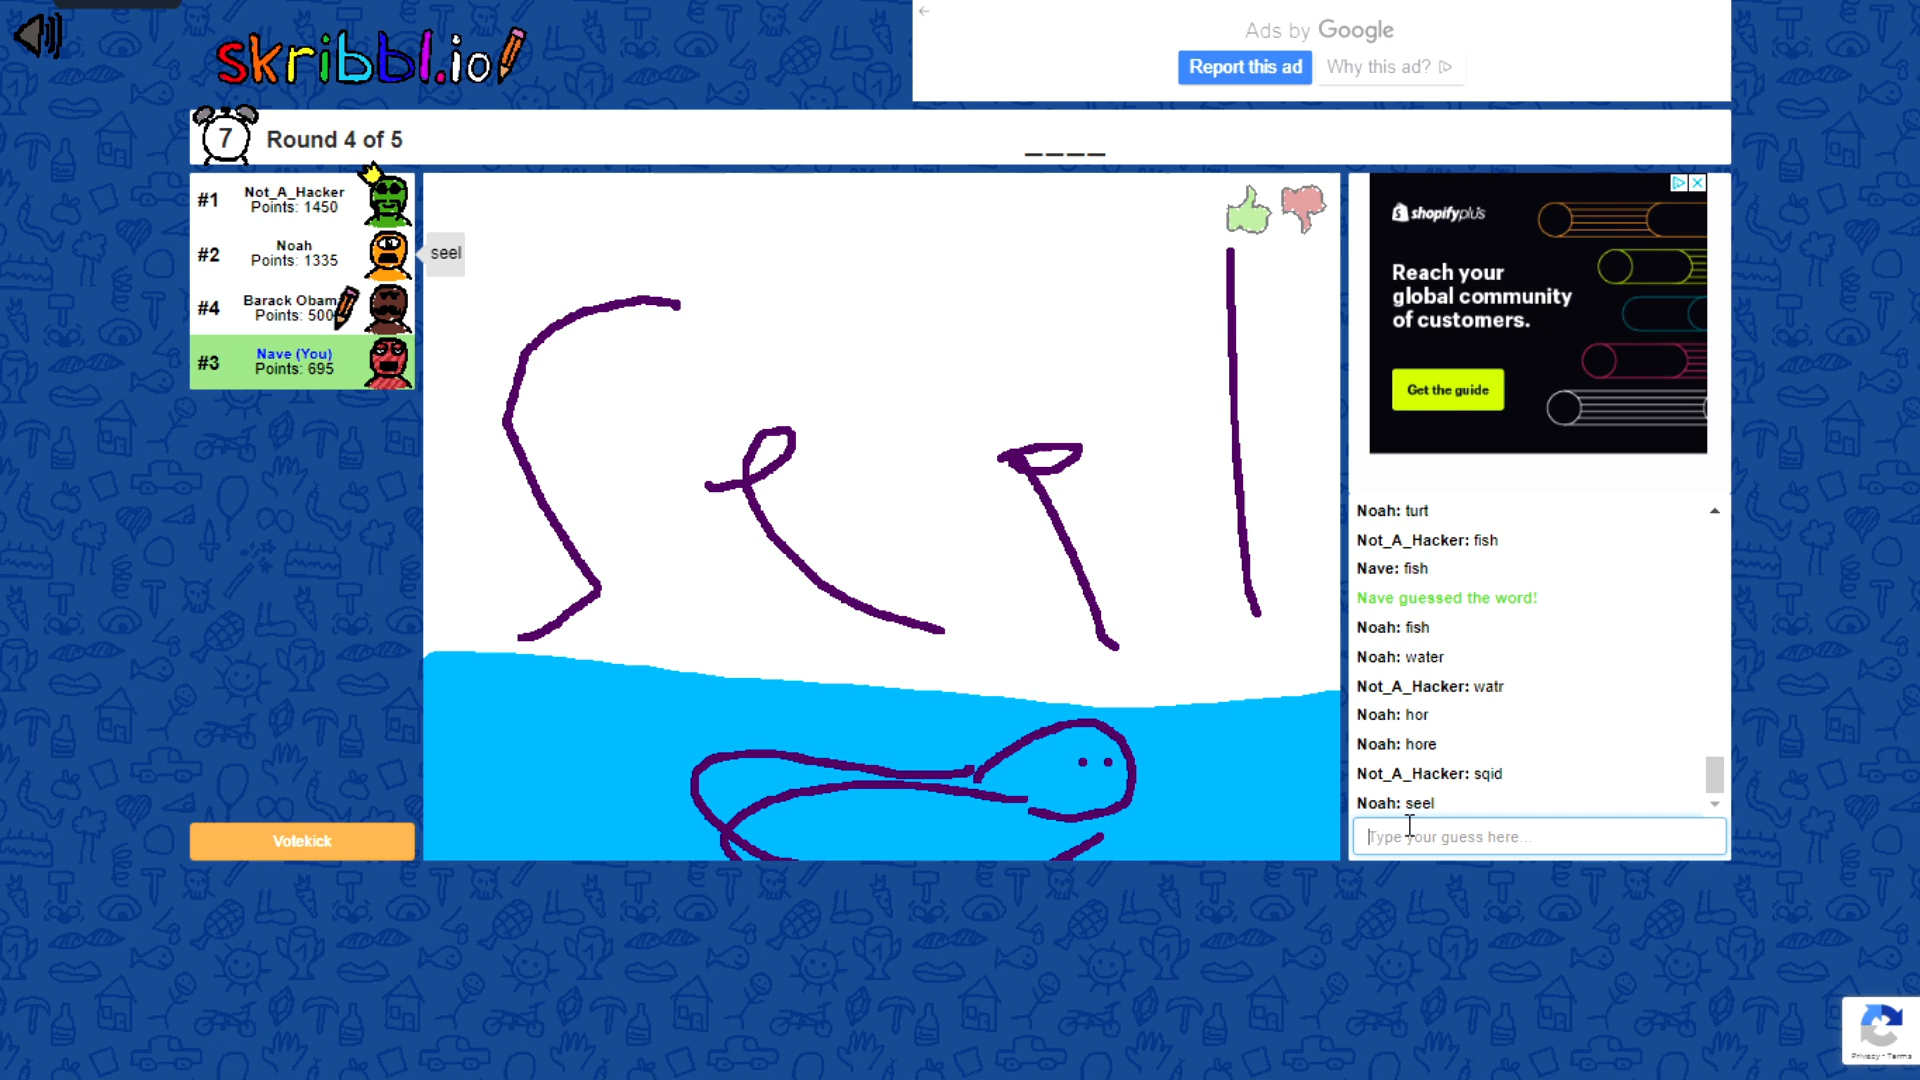 skribbl.io!
Ads by Google
Report this ad
Why this ad?
7
Round 4 of 5
_ _ _ _
#1
Not_A_Hacker
Points: 1450
#2
Noah
Points: 1335
#4
Barack Obam
Points: 500
#3
Nave (You)
Points: 695
seel
Votekick
shopifyplus
Reach your
global community
of customers.
Get the guide
Noah: turt
Not_A_Hacker: fish
Nave: fish
Nave guessed the word!
Noah: fish
Noah: water
Not_A_Hacker: watr
Noah: hor
Noah: hore
Not_A_Hacker: sqid
Noah: seel
Type your guess here...
Privacy - Terms